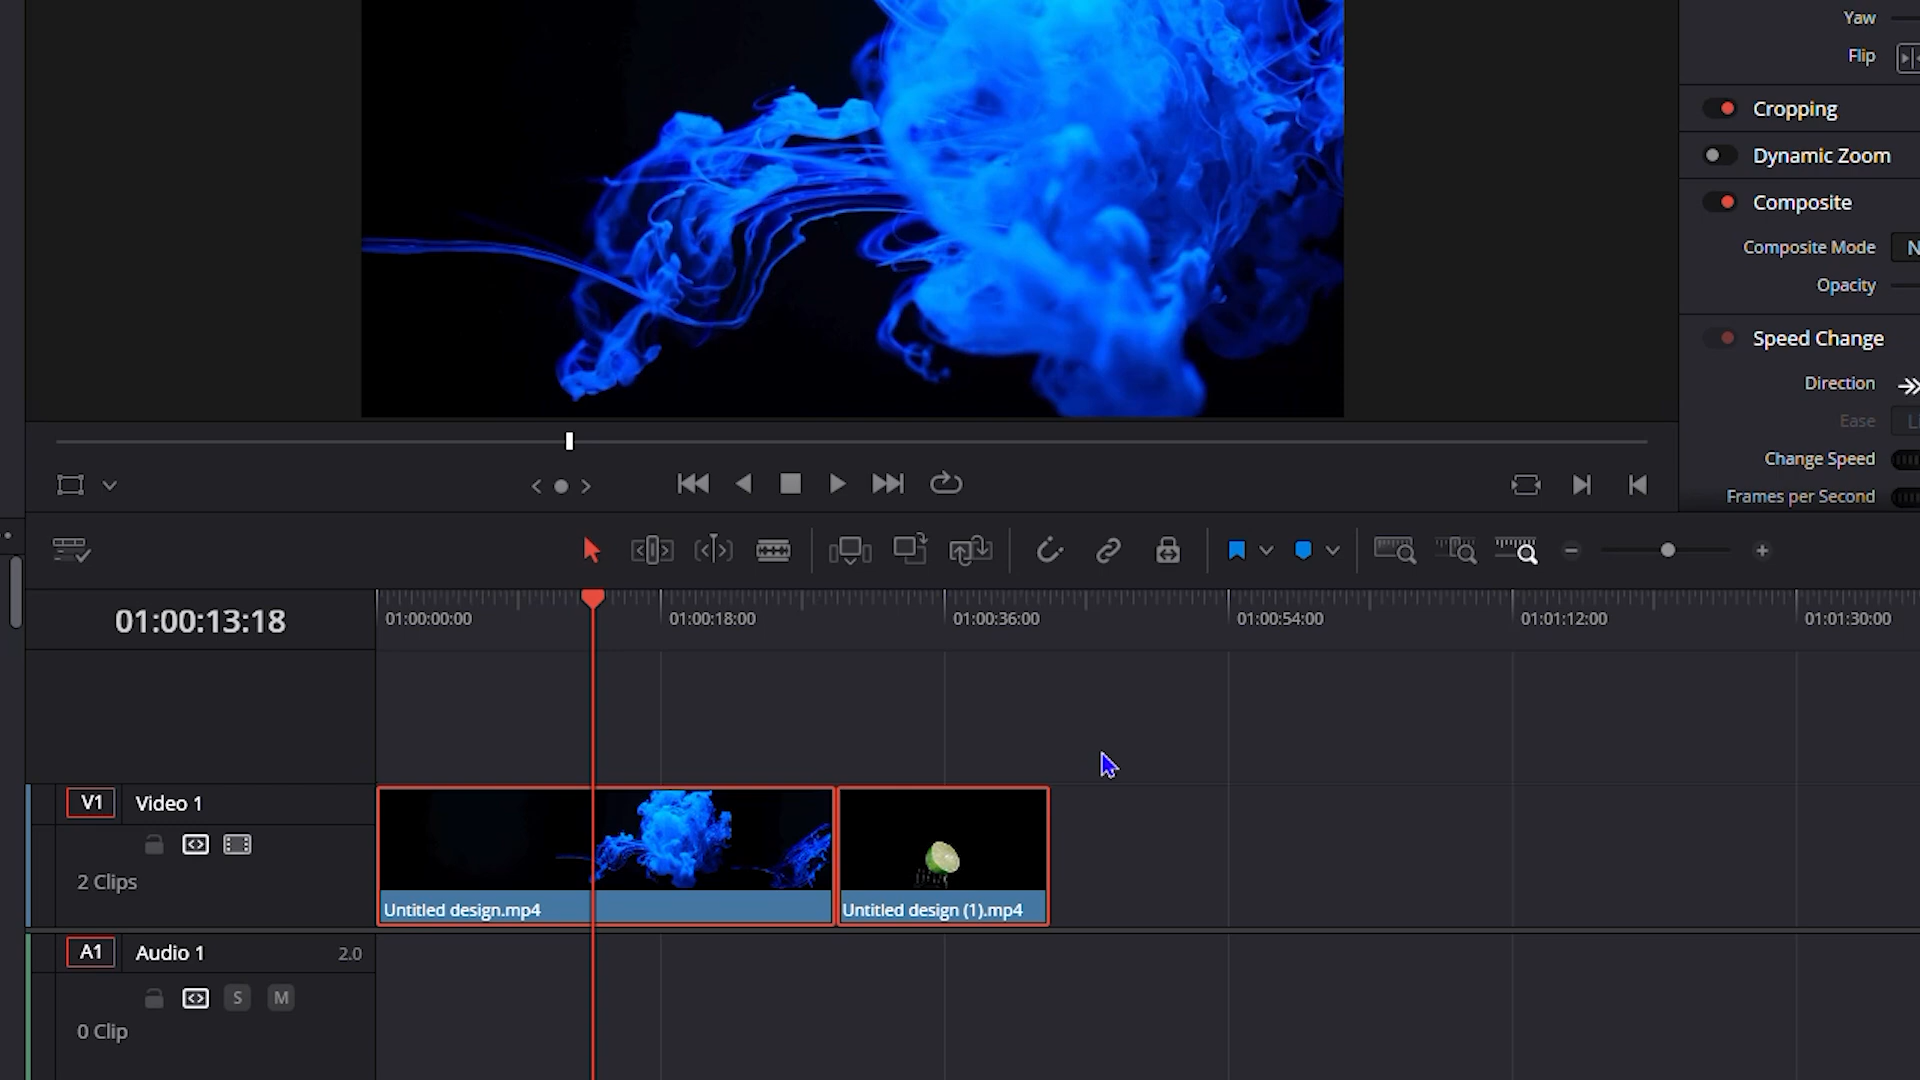 Yaw
Flip
Cropping
Dynamic Zoom
Composite
Composite Mode
N
Opacity
Speed Change
Direction
Ease
Change Speed
Frames per Second
01:00:13:18
01:00:00:00
01:00:18:00
01:00:36:00
01:00:54:00
01:01:12:00
01:01:30:00
V1
Video 1
2 Clips
Untitled design.mp4
Untitled design (1).mp4
A1
Audio 1
2.0
S
M
0 Clip